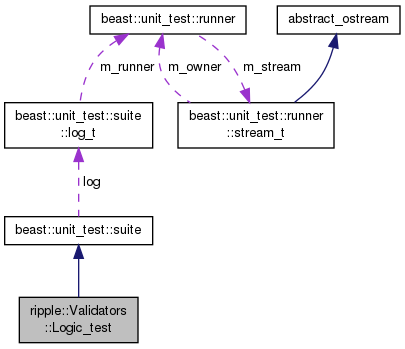 beast::unit_test::runner
abstract_ostream
m_runner
m_owner
m_stream
beast::unit_test::suite
::log_t
beast::unit_test::runner
::stream_t
log
beast::unit_test::suite
ripple::Validators
::Logic_test